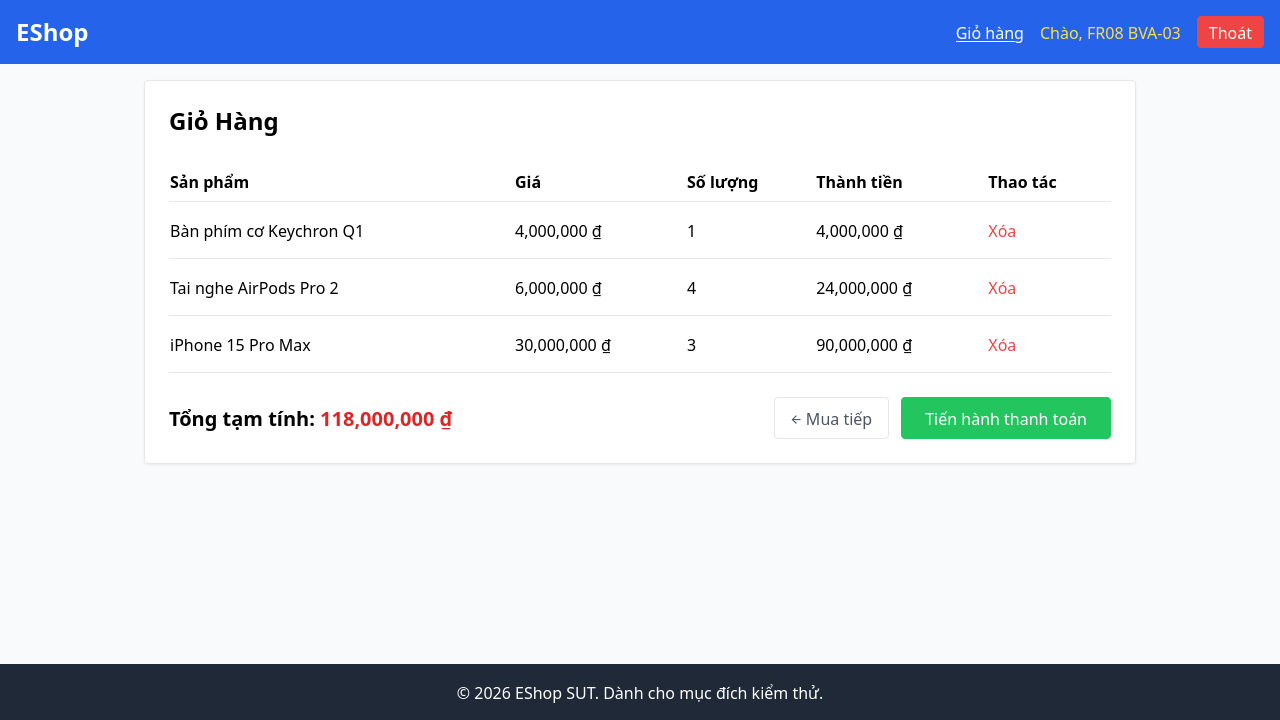 EShop
Giỏ hàng Chào, FR08 BVA-03 Thoát
Giỏ Hàng
Sản phẩm Giá Số lượng Thành tiền Thao tác
Bàn phím cơ Keychron Q1 4,000,000 ₫ 1 4,000,000 ₫ Xóa
Tai nghe AirPods Pro 2 6,000,000 ₫ 4 24,000,000 ₫ Xóa
iPhone 15 Pro Max 30,000,000 ₫ 3 90,000,000 ₫ Xóa
Tổng tạm tính: 118,000,000 ₫
← Mua tiếp
Tiến hành thanh toán
© 2026 EShop SUT. Dành cho mục đích kiểm thử.